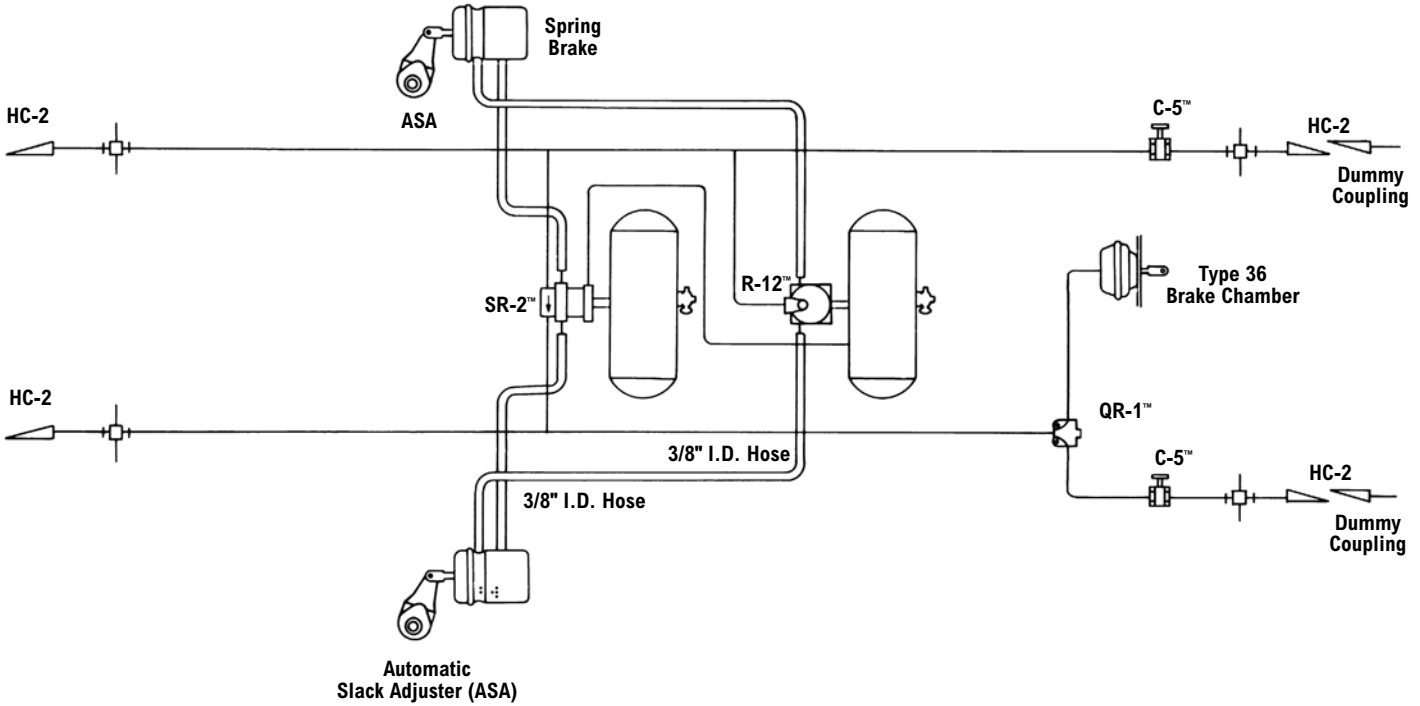 Spring
Brake
HC-2
ASA
C-5™
HC-2
Dummy
Coupling
SR-2™
R-12™
Type 36
Brake Chamber
HC-2
QR-1™
3/8" I.D. Hose
C-5™
HC-2
3/8" I.D. Hose
Dummy
Coupling
Automatic
Slack Adjuster (ASA)